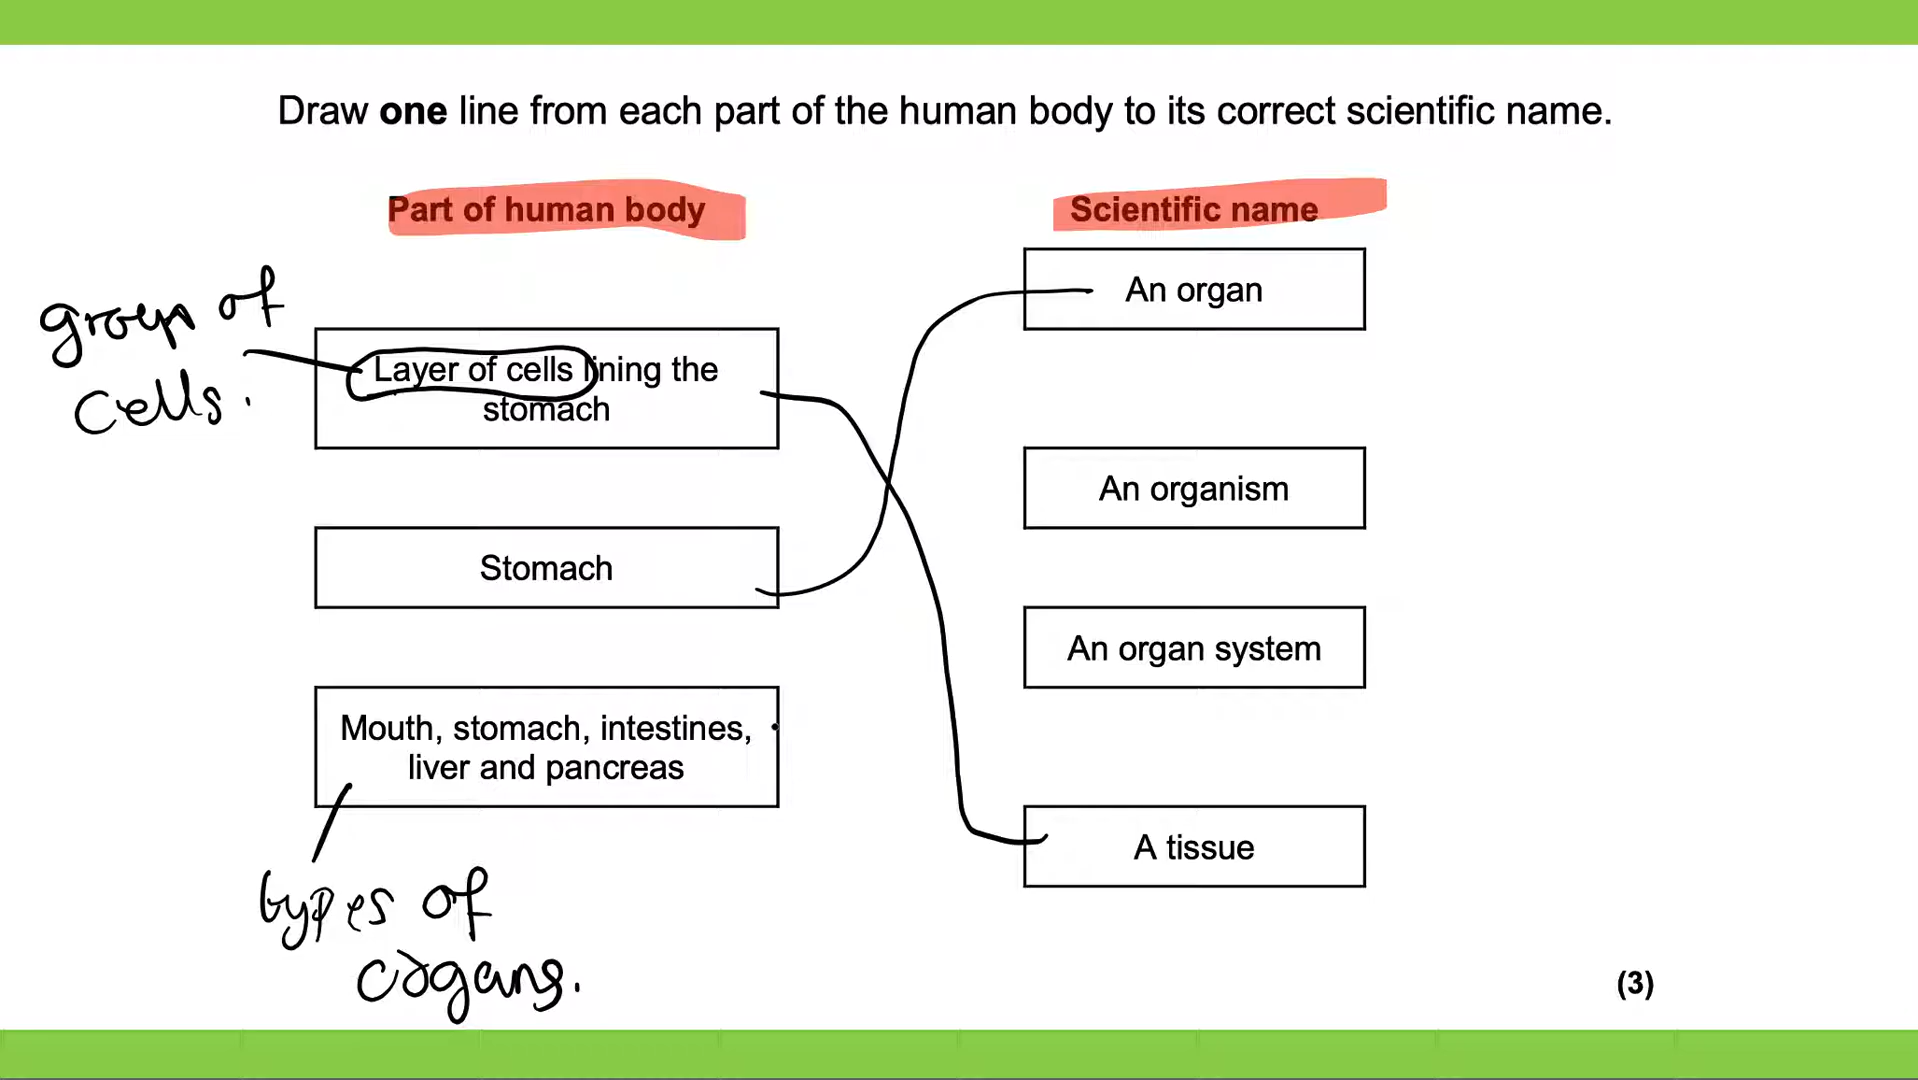 Draw one line from each part of the human body to its correct scientific name.
Part of human body
Scientific name
group of
cells.
Layer of cells lining the
stomach
Stomach
Mouth, stomach, intestines,
liver and pancreas
types of
organs.
An organ
An organism
An organ system
A tissue
(3)